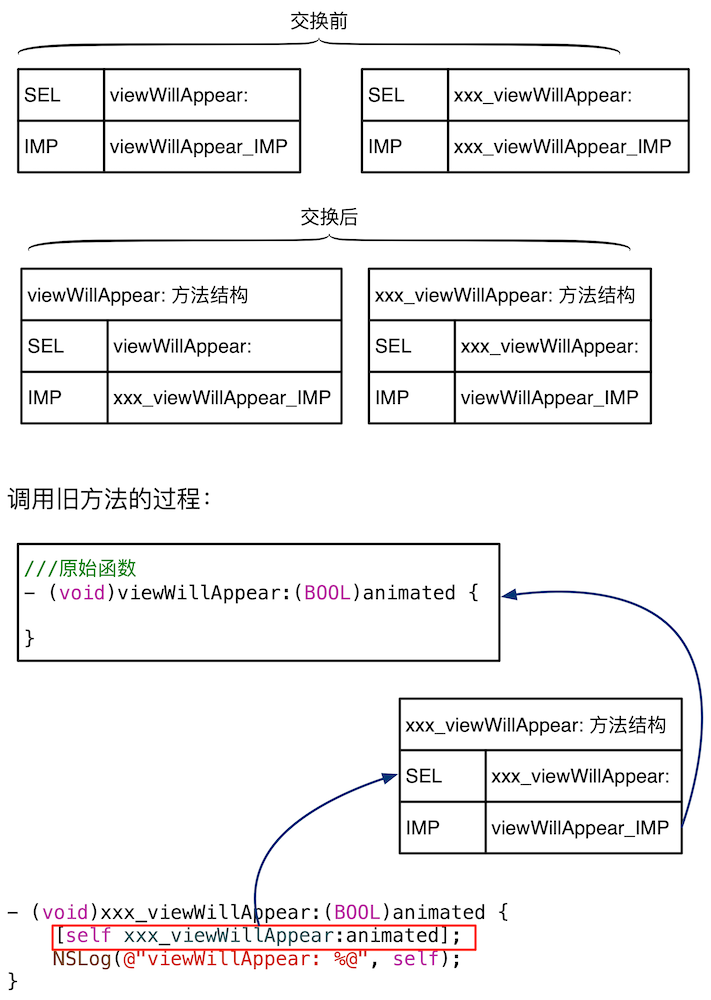 交换前
SEL viewWillAppear: SEL xxx_viewWillAppear:
IMP viewWillAppear_IMP IMP xxx_viewWillAppear_IMP
交换后
viewWillAppear: 方法结构 xxx_viewWillAppear: 方法结构
SEL viewWillAppear: SEL xxx_viewWillAppear:
IMP xxx_viewWillAppear_IMP IMP viewWillAppear_IMP
调用旧方法的过程：
///原始函数
- (void)viewWillAppear:(BOOL)animated {
}
xxx_viewWillAppear: 方法结构
SEL xxx_viewWillAppear:
IMP viewWillAppear_IMP
- (void)xxx_viewWillAppear:(BOOL)animated {
[self xxx_viewWillAppear:animated];
NSLog(@"viewWillAppear: %@", self);
}